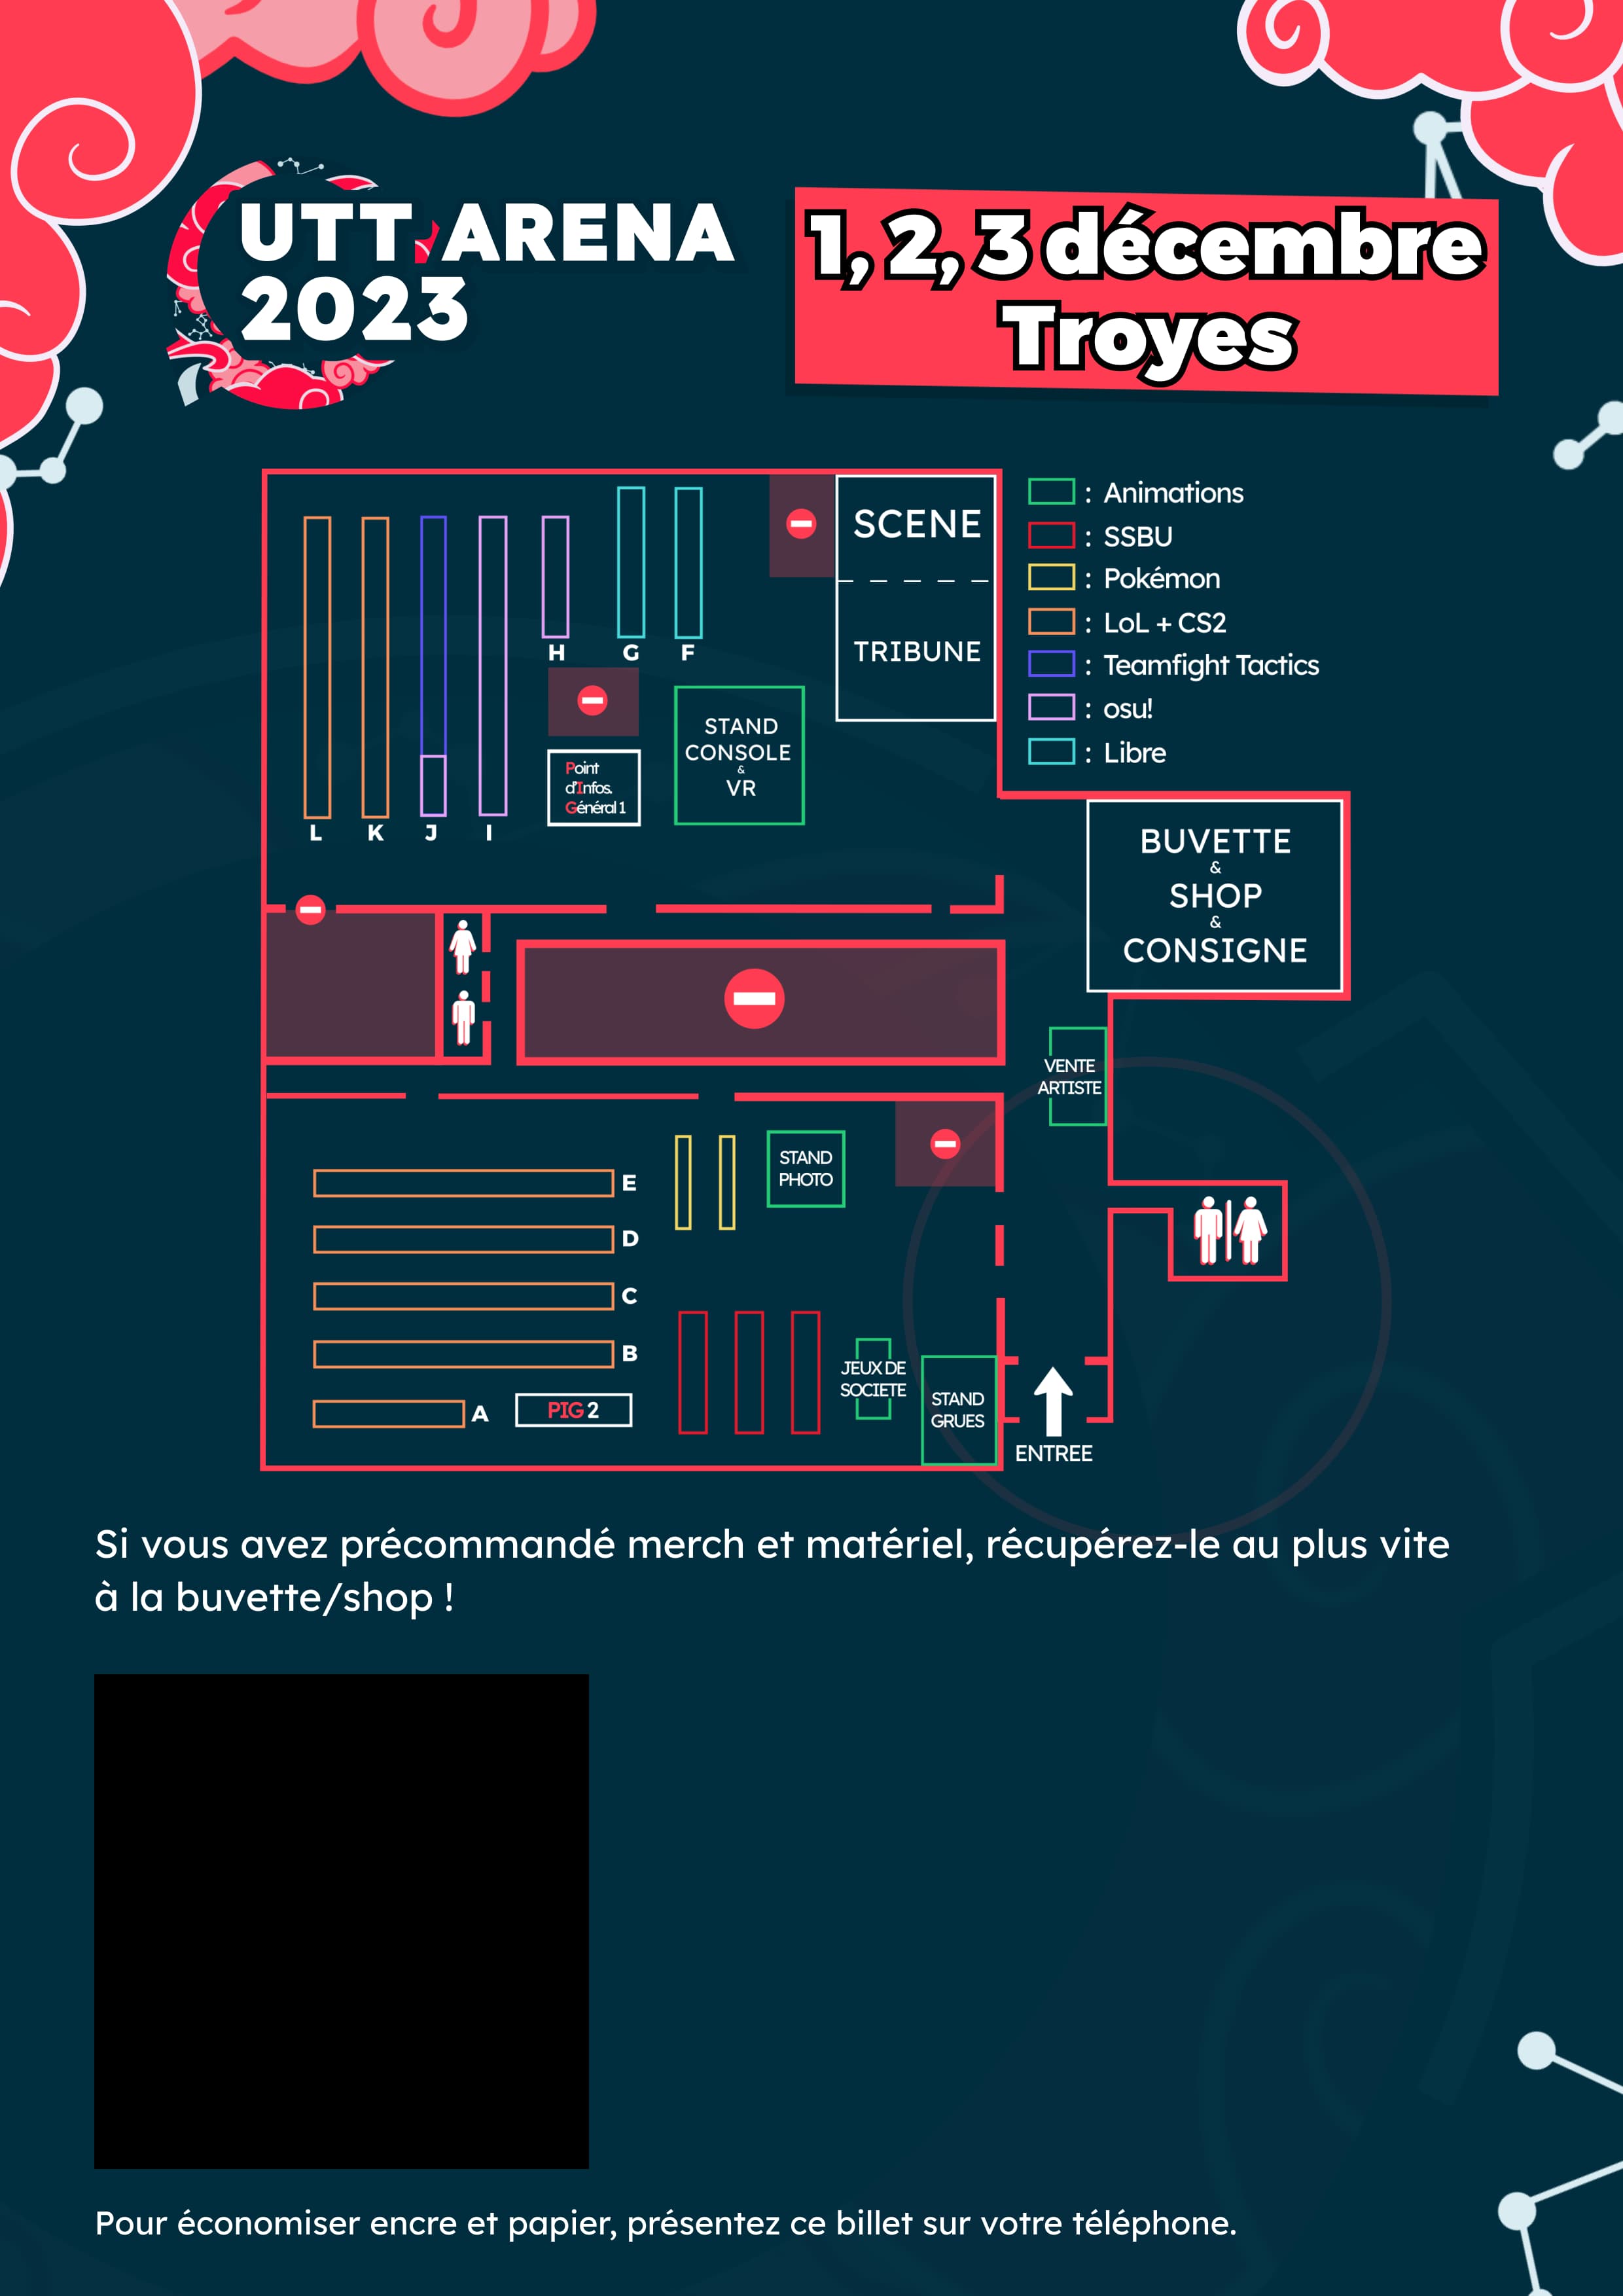 UTT ARENA
2023
1, 2, 3 décembre
Troyes
SCENE
TRIBUNE
: Animations
: SSBU
: Pokémon
: LoL + CS2
: Teamfight Tactics
: osu!
: Libre
H
G
F
STAND
CONSOLE
&
VR
Point
d'Infos.
Général 1
L
K
J
I
BUVETTE
&
SHOP
&
CONSIGNE
VENTE
ARTISTE
STAND
PHOTO
E
D
C
B
A
PIG 2
JEUX DE
SOCIETE
STAND
GRUES
ENTREE
Si vous avez précommandé merch et matériel, récupérez-le au plus vite
à la buvette/shop !
Pour économiser encre et papier, présentez ce billet sur votre téléphone.